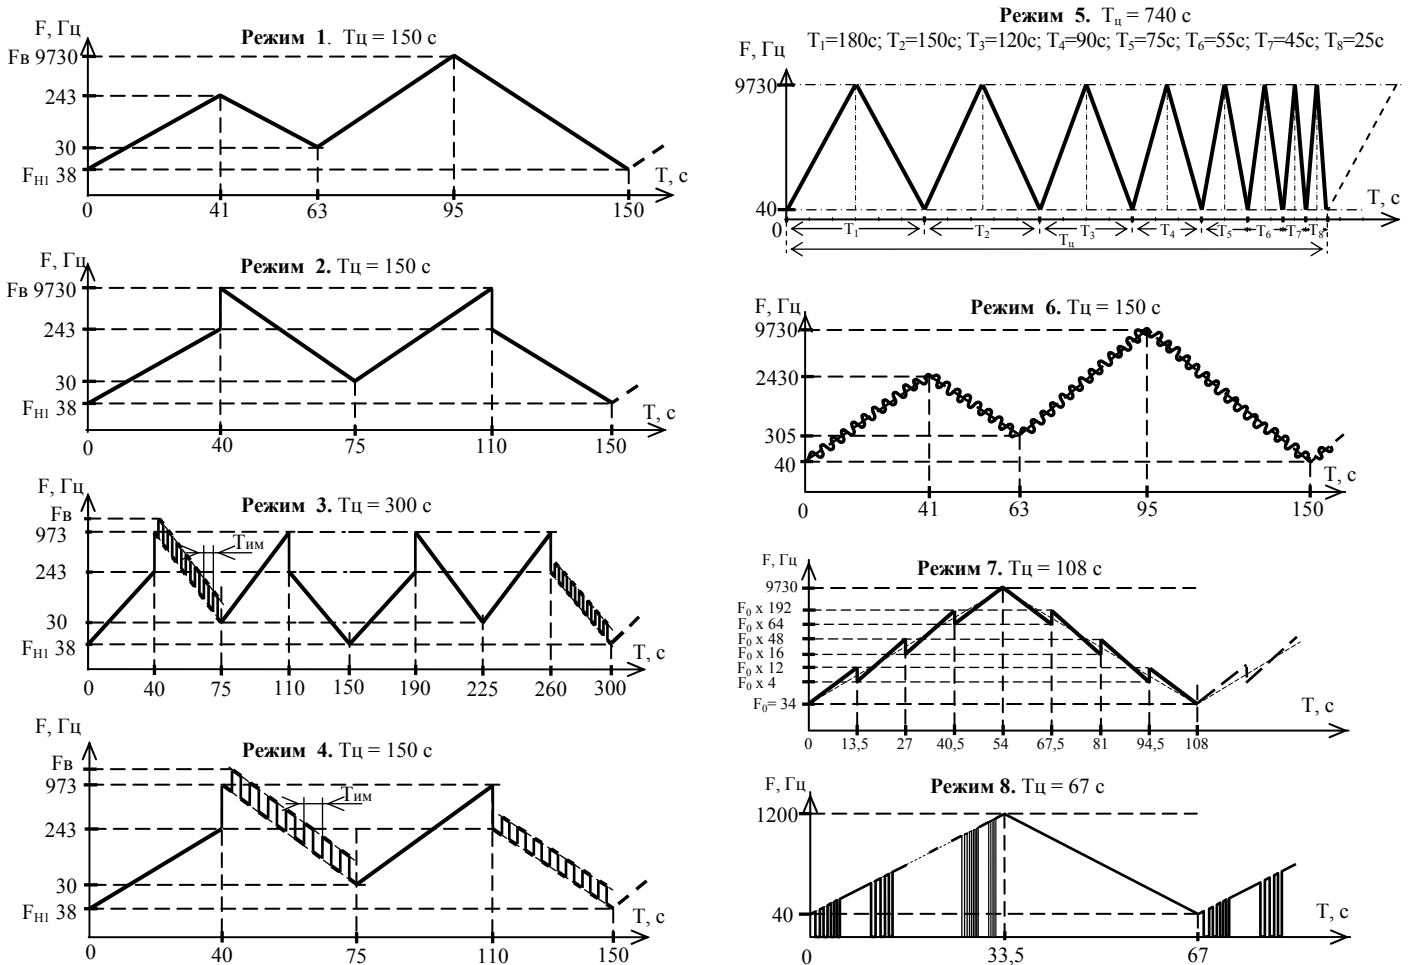 Режим 1. Тц = 150 с
F, Гц
Fв 9730
243
30
FН1 38
0 41 63 95 150
T, с
Режим 2. Тц = 150 с
F, Гц
Fв 9730
243
30
FН1 38
0 40 75 110 150
T, с
Режим 3. Тц = 300 с
F, Гц
Fв
973
Тим
243
30
FН1 38
0 40 75 110 150 190 225 260 300
T, с
Режим 4. Тц = 150 с
F, Гц
Fв
973
Тим
243
30
FН1 38
0 40 75 110 150
T, с
Режим 5. Тц = 740 с
T1=180с; T2=150с; T3=120с; T4=90с; T5=75с; T6=55с; T7=45с; T8=25с
F, Гц
9730
40
T, с
0 T1 T2 T3 T4 T5 T6 T7 T8
Тц
Режим 6. Тц = 150 с
F, Гц
9730
2430
305
40
T, с
0 41 63 95 150
Режим 7. Тц = 108 с
F, Гц
9730
F0 x 192
F0 x 64
F0 x 48
F0 x 16
F0 x 12
F0 x 4
F0= 34
T, с
0 13,5 27 40,5 54 67,5 81 94,5 108
Режим 8. Тц = 67 с
F, Гц
1200
40
T, с
0 33,5 67